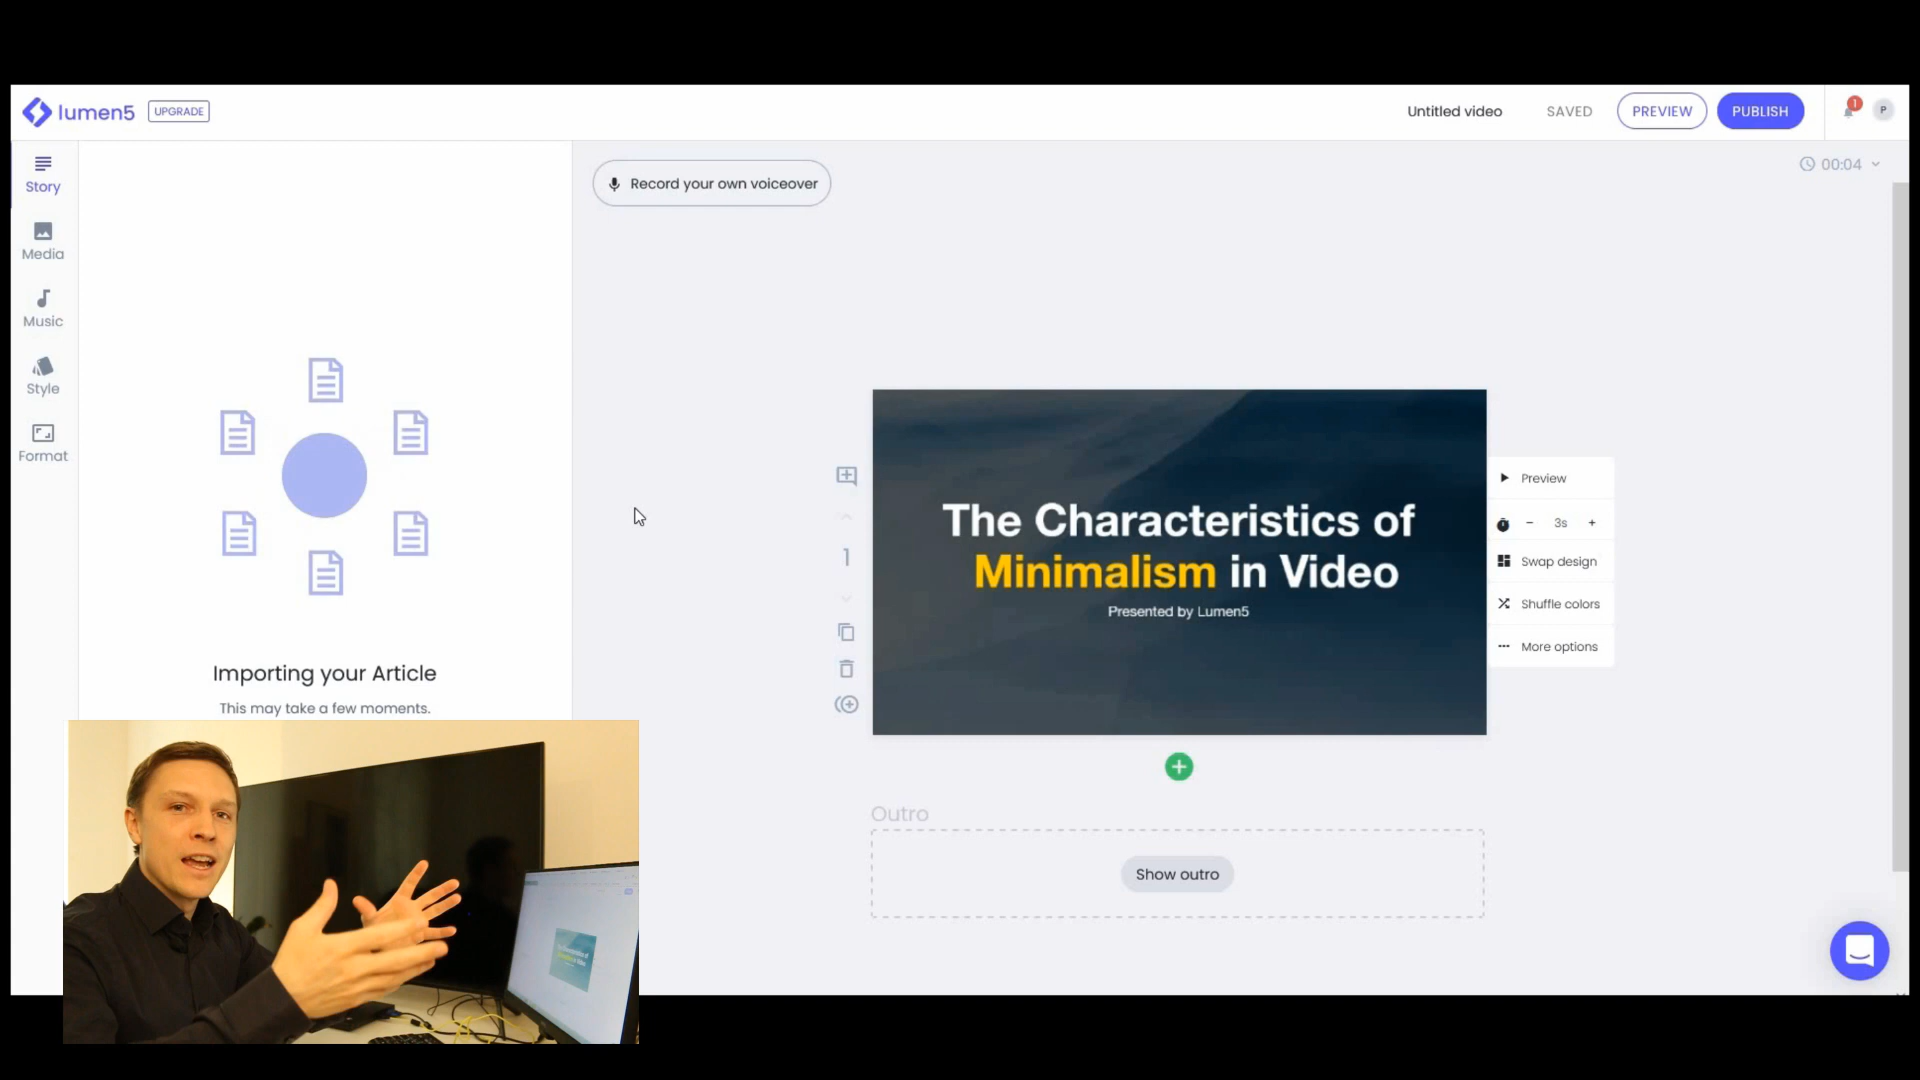 lumen5
UPGRADE
Untitled video
SAVED
PREVIEW
PUBLISH
1
P
Story
Media
Music
Style
Format
Record your own voiceover
00:04
Importing your Article
This may take a few moments.
1
The Characteristics of
Minimalism in Video
Presented by Lumen5
Preview
- 3s +
Swap design
Shuffle colors
More options
Outro
Show outro